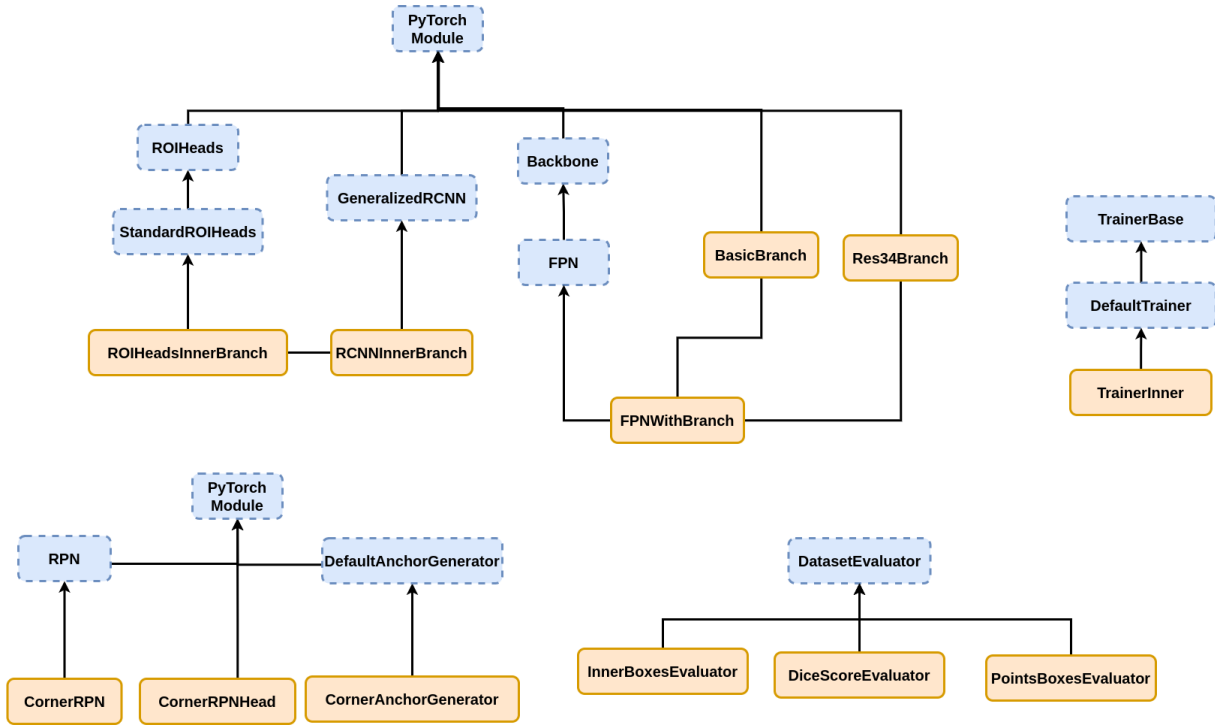 PyTorch
Module
ROIHeads
Backbone
GeneralizedRCNN
StandardROIHeads
TrainerBase
BasicBranch
Res34Branch
FPN
DefaultTrainer
ROIHeadsInnerBranch
RCNNInnerBranch
TrainerInner
FPNWithBranch
PyTorch
Module
RPN
DefaultAnchorGenerator
DatasetEvaluator
InnerBoxesEvaluator
DiceScoreEvaluator
PointsBoxesEvaluator
CornerRPN
CornerRPNHead
CornerAnchorGenerator